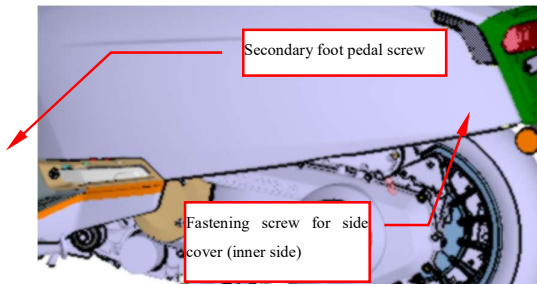 Secondary foot pedal screw
Fastening screw for side
cover (inner side)